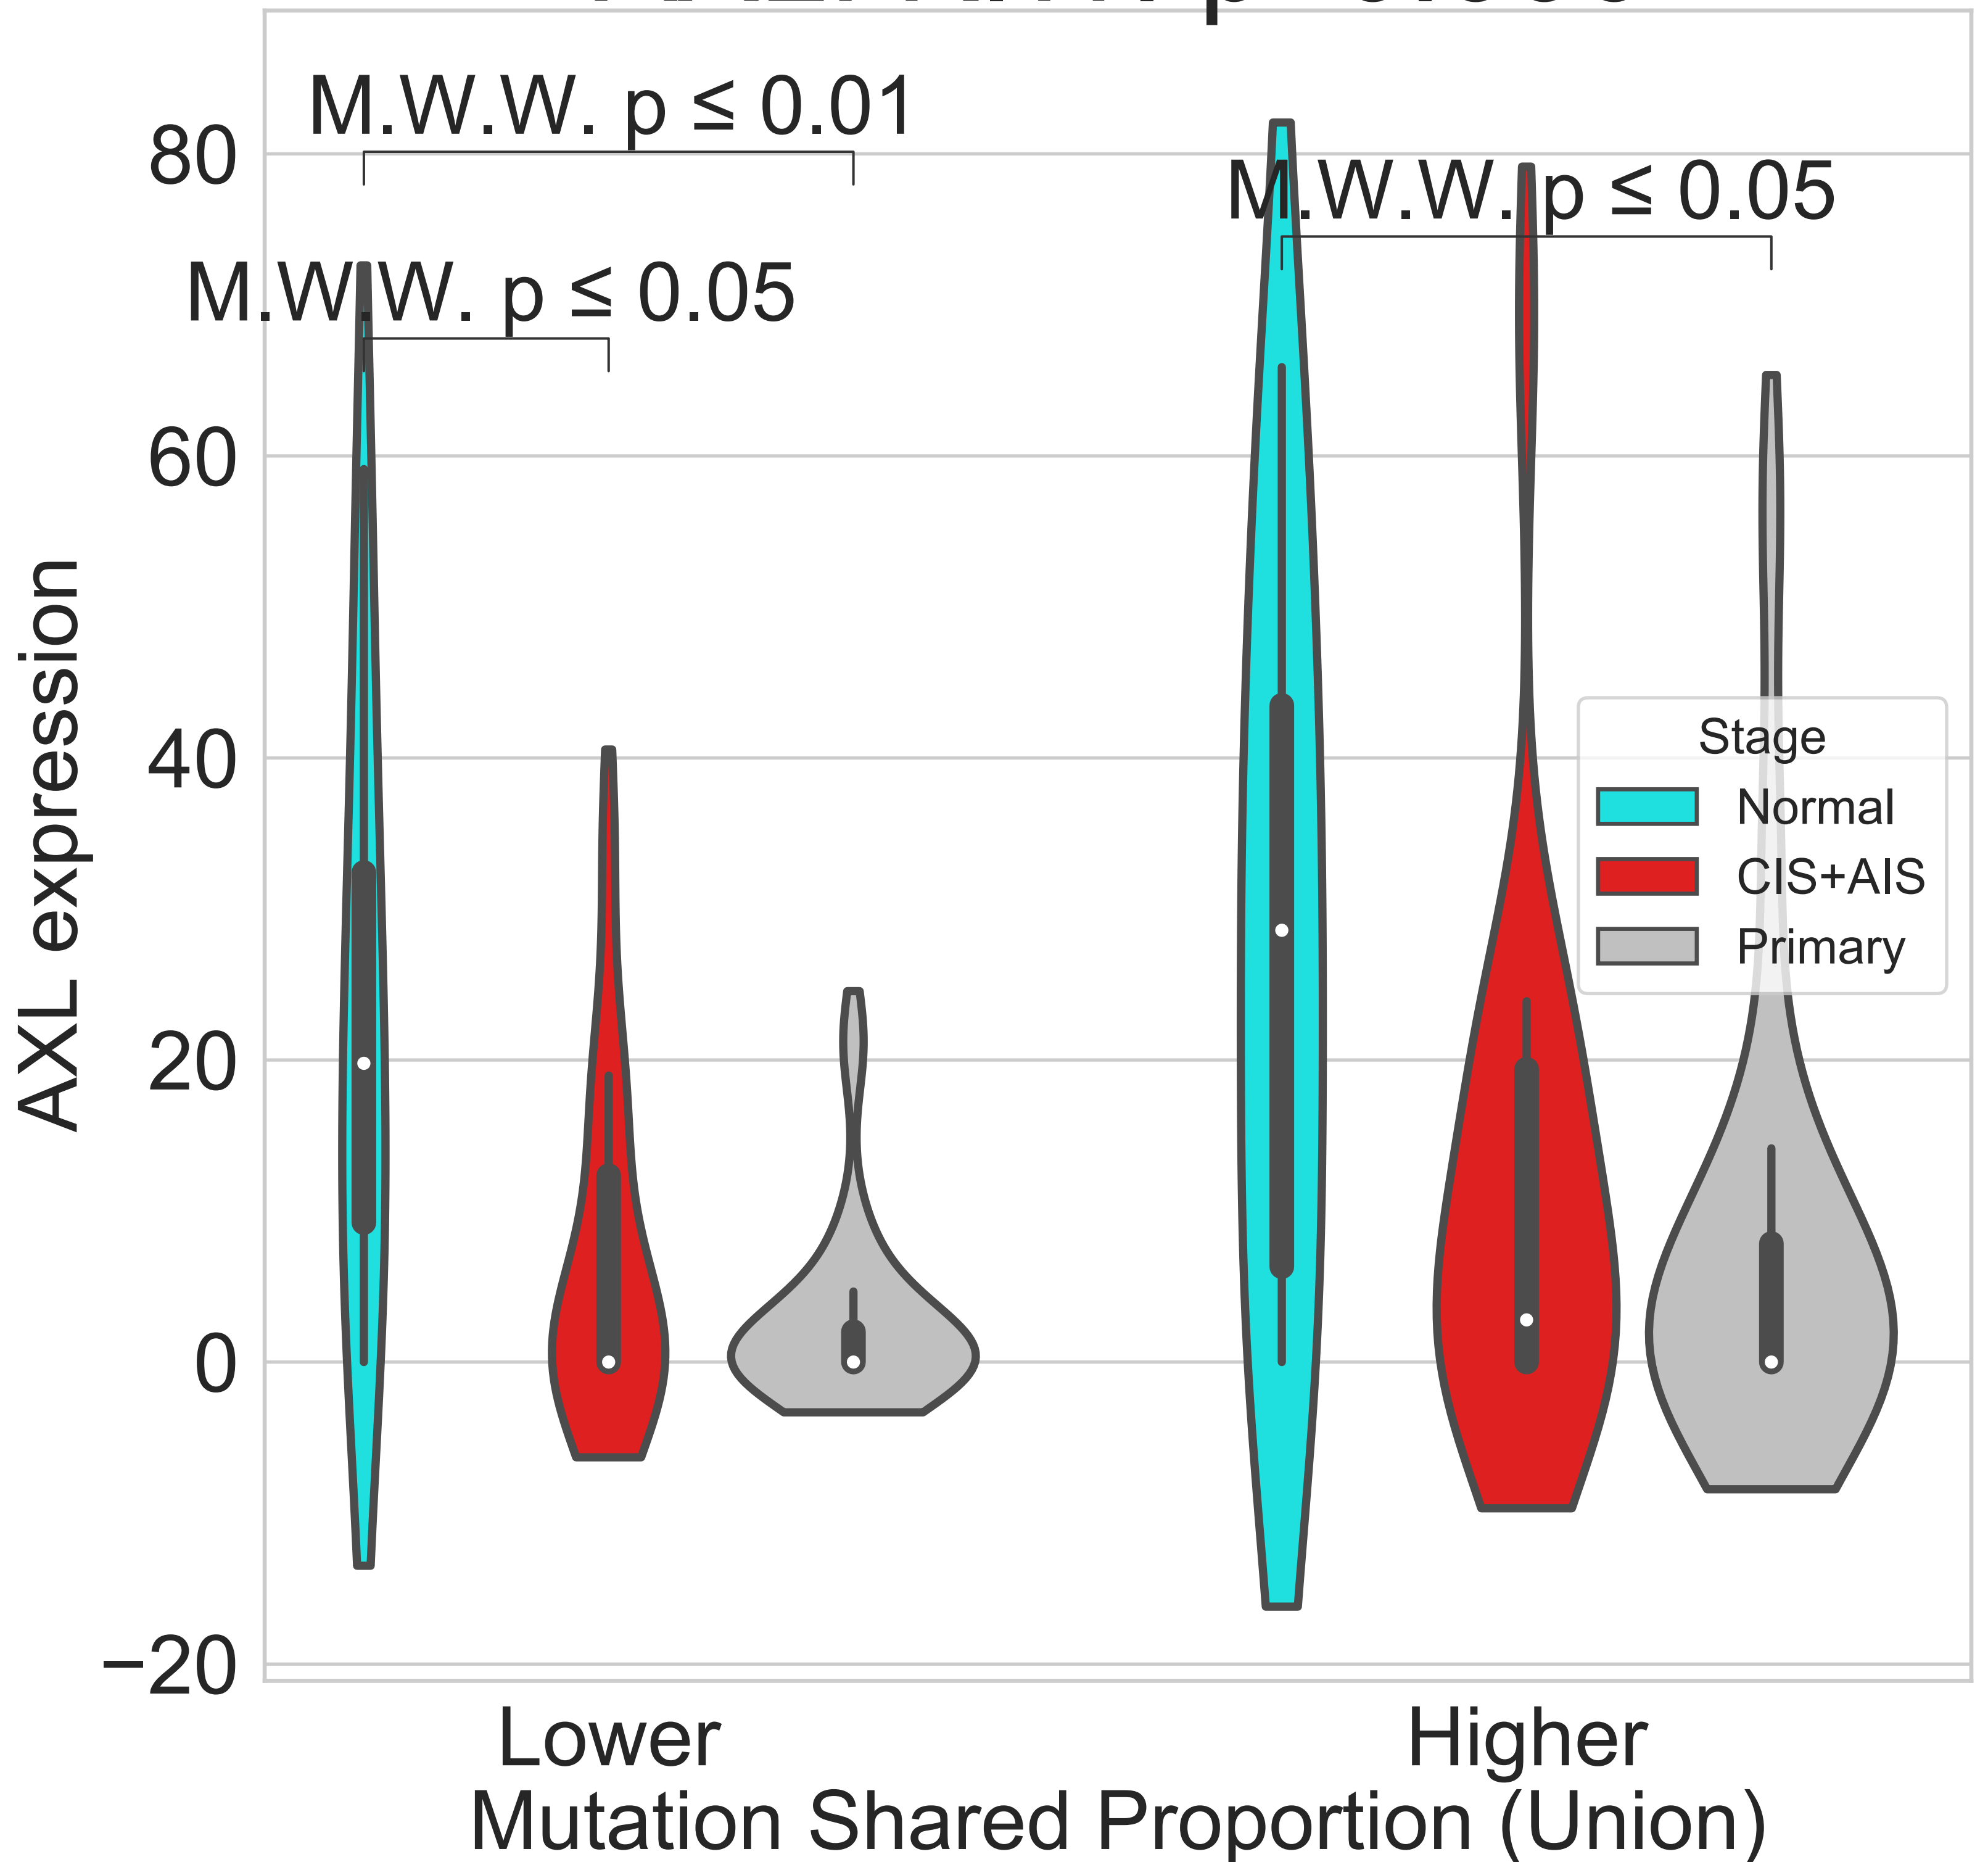 M.W.W. p ≤ 0.01
M.W.W. p ≤ 0.05
M.W.W. p ≤ 0.05
80
60
40
20
0
−20
AXL expression
Stage
Normal
CIS+AIS
Primary
Lower
Higher
Mutation Shared Proportion (Union)